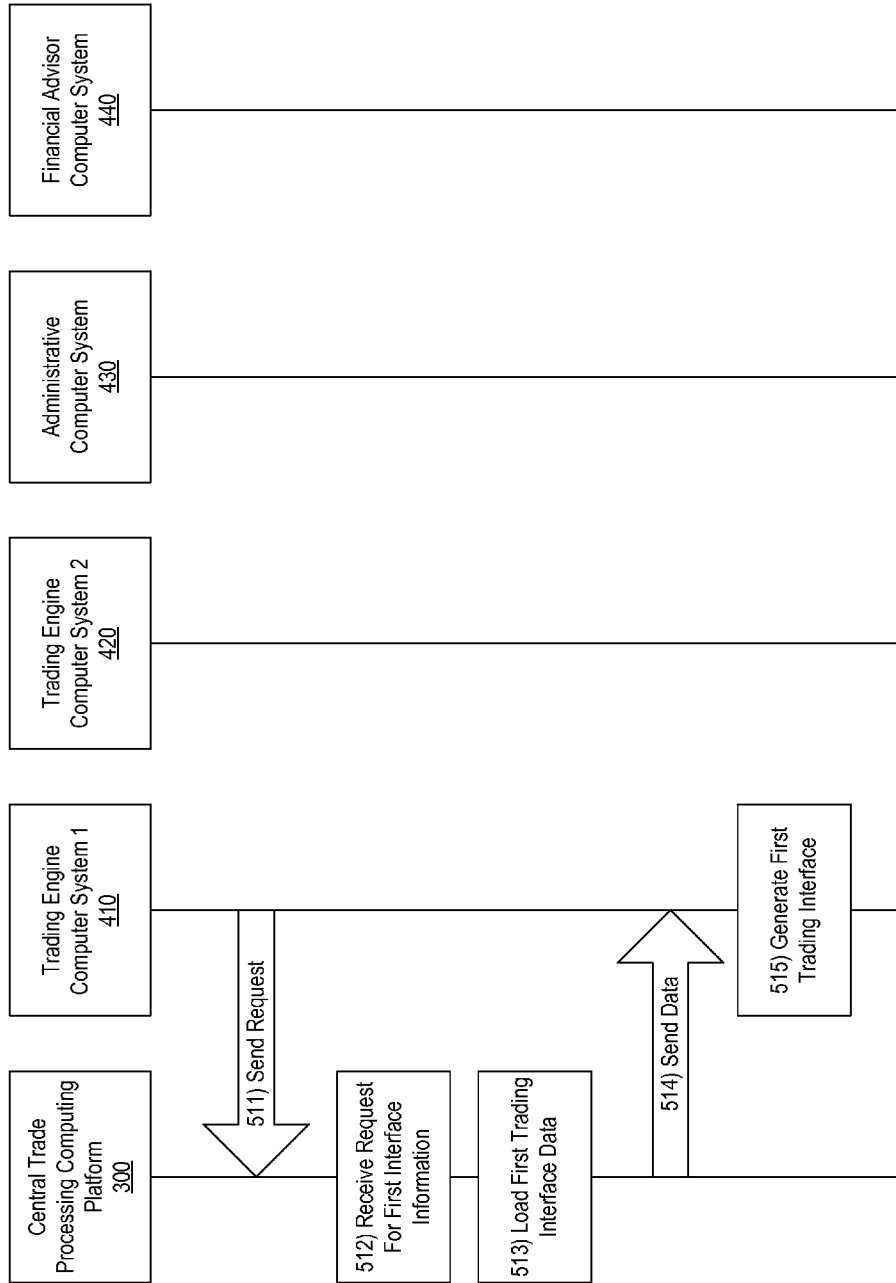 Central Trade
Processing Computing
Platform
300
Trading Engine
Computer System 1
410
Trading Engine
Computer System 2
420
Administrative
Computer System
430
Financial Advisor
Computer System
440
511) Send Request
512) Receive Request
For First Interface
Information
513) Load First Trading
Interface Data
514) Send Data
515) Generate First
Trading Interface